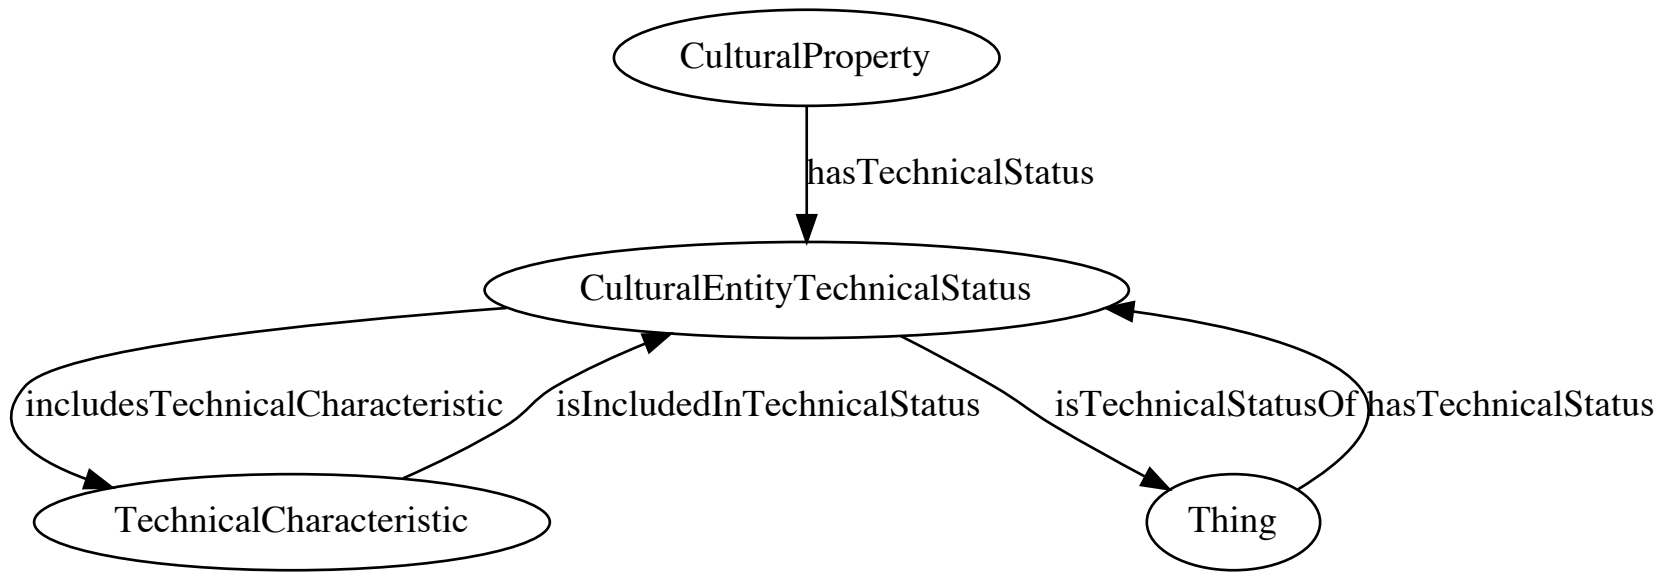 CulturalProperty
hasTechnicalStatus
CulturalEntityTechnicalStatus
includesTechnicalCharacteristic
isIncludedInTechnicalStatus
isTechnicalStatusOf
hasTechnicalStatus
TechnicalCharacteristic
Thing